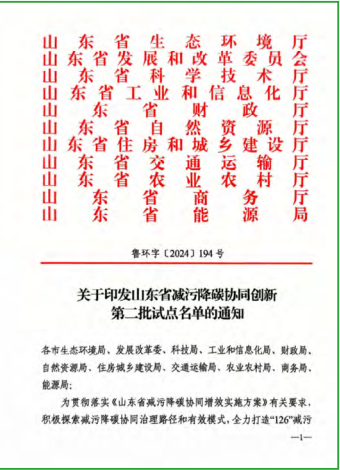 山东省生态环境厅
山东省发展和改革委员会
山东省科学技术厅
山东省工业和信息化厅
山东省财政厅
山东省自然资源厅
山东省住房和城乡建设厅
山东省交通运输厅
山东省农业农村厅
山东省商务厅
山东省能源局
鲁环字〔2024〕194号
关于印发山东省减污降碳协同创新
第二批试点名单的通知
各市生态环境局、发展改革委、科技局、工业和信息化局、财政局、
自然资源局、住房城乡建设局、交通运输局、农业农村局、商务局、
能源局:
为贯彻落实《山东省减污降碳协同增效实施方案》有关要求,
积极探索减污降碳协同治理路径和有效模式,全力打造“126”减污
—1—